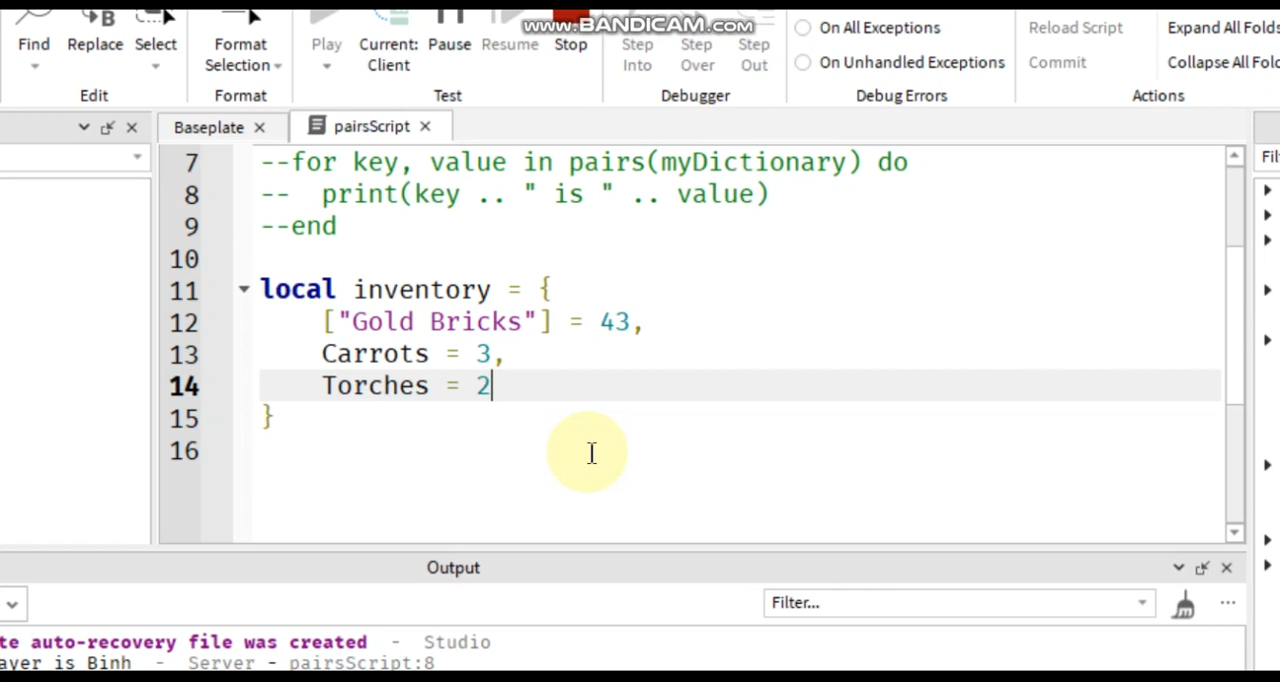 www.BANDICAM.com
Find
Replace
Select
Format
Selection
Play
Current:
Client
Pause
Resume
Stop
Step
Into
Step
Over
Step
Out
On All Exceptions
On Unhandled Exceptions
Reload Script
Commit
Expand All Folds
Collapse All Fold
Edit
Format
Test
Debugger
Debug Errors
Actions
Baseplate
pairsScript
7 --for key, value in pairs(myDictionary) do
8 --  print(key .. " is " .. value)
9 --end
10
11 local inventory = {
12 ["Gold Bricks"] = 43,
13 Carrots = 3,
14 Torches = 2
15 }
16
Fil
Output
Filter...
te auto-recovery file was created - Studio
ayer is Binh - Server - pairsScript:8